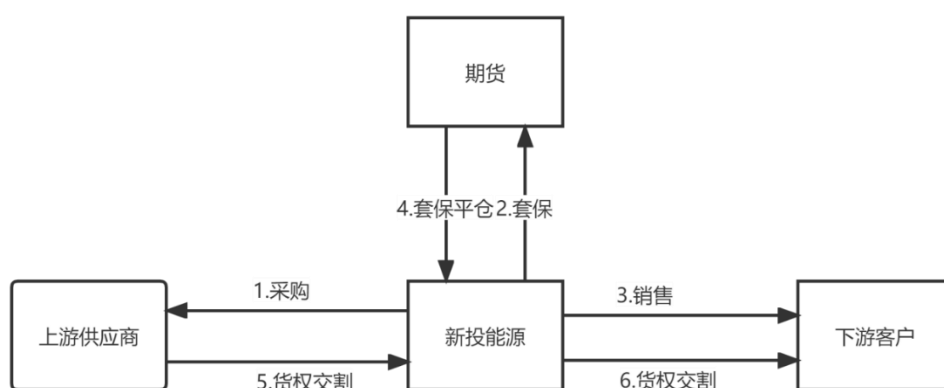 期货
4.套保平仓
2.套保
1.采购
3.销售
上游供应商
新投能源
下游客户
5.货权交割
6.货权交割